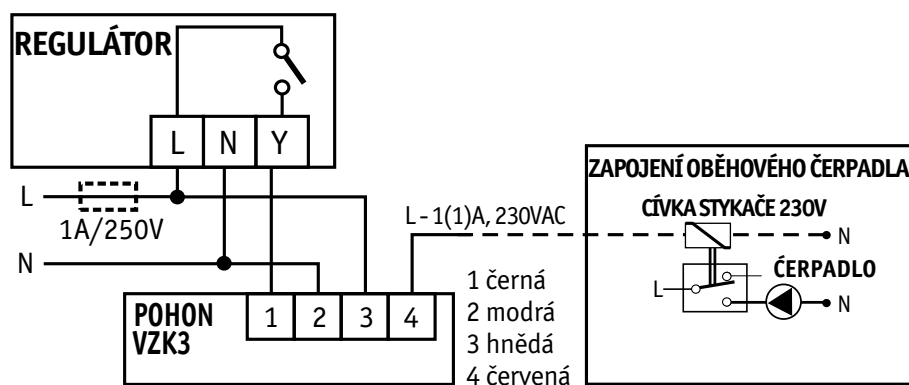 REGULÁTOR
L N Y
L
1A/250V
N
L - 1(1)A, 230VAC
POHON
VZK3
1 2 3 4
1 černá
2 modrá
3 hnědá
4 červená
ZAPOJENÍ OBĚHOVÉHO ČERPADLA
CÍVKA STYKAČE 230V
N
ĆERPADLO
L
N